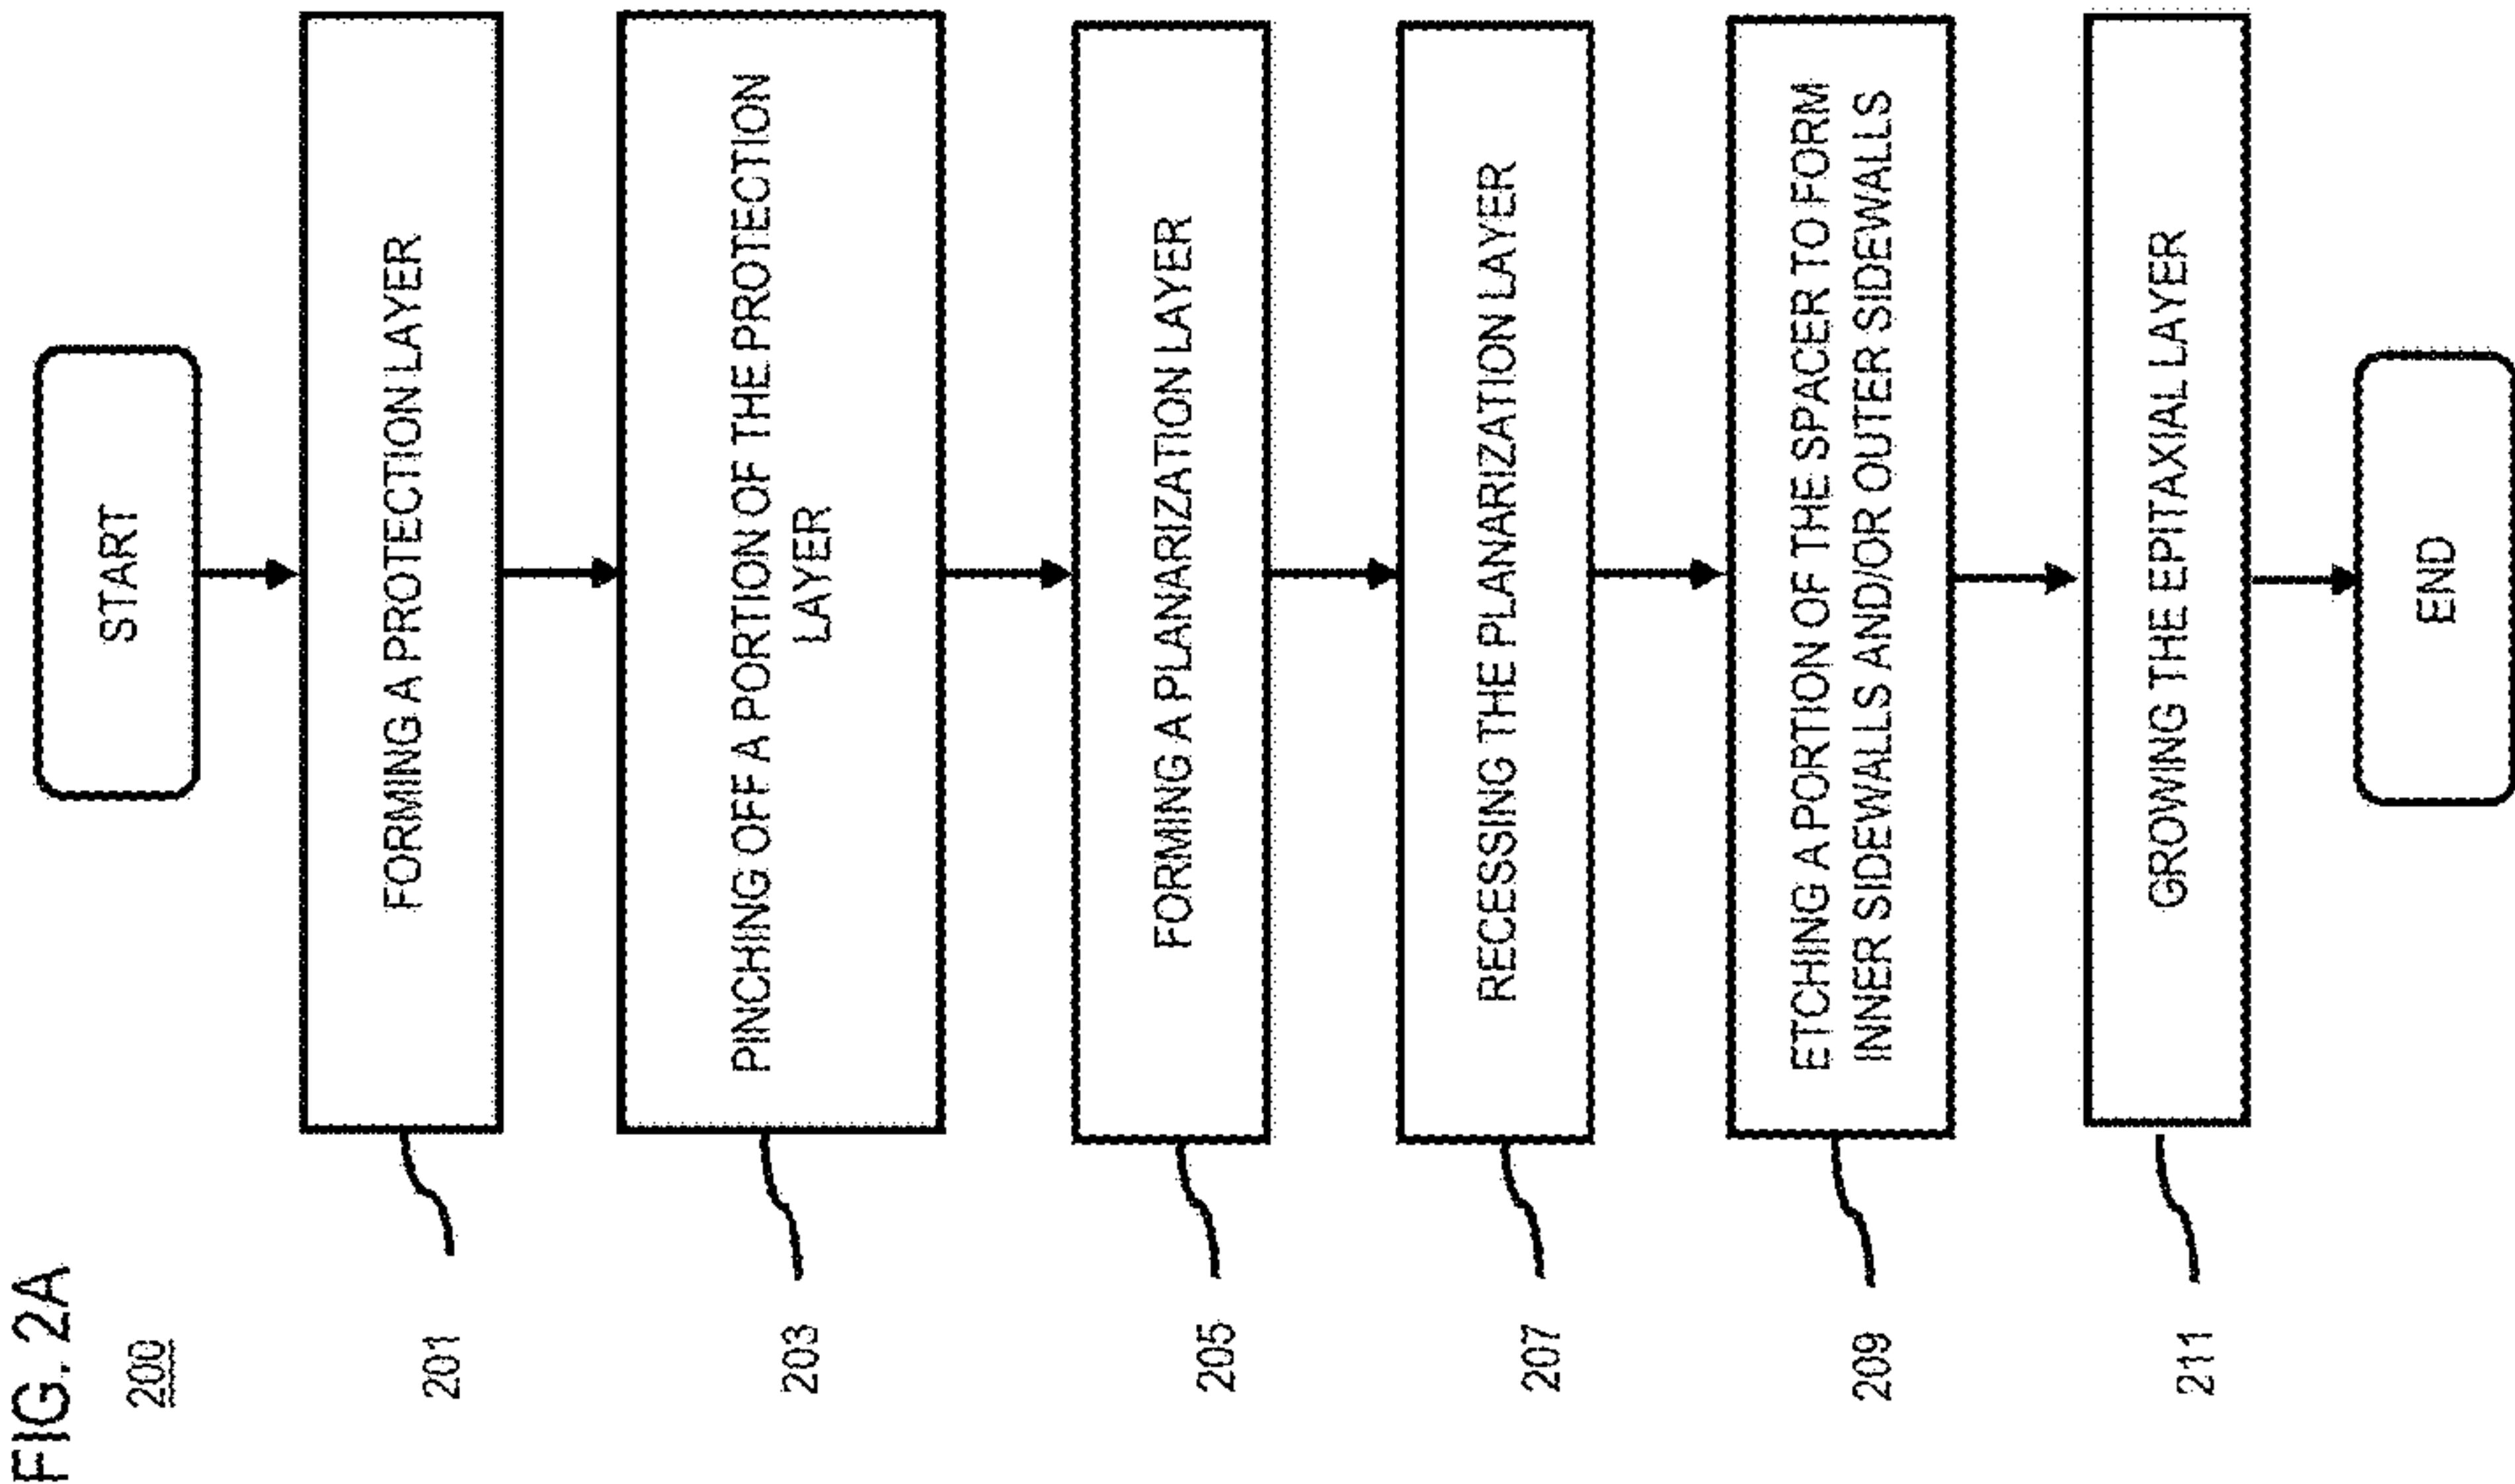 FIG. 2A
200
START
201
FORMING A PROTECTION LAYER
203
PINCHING OFF A PORTION OF THE PROTECTION
LAYER
205
FORMING A PLANARIZATION LAYER
207
RECESSING THE PLANARIZATION LAYER
209
ETCHING A PORTION OF THE SPACER TO FORM
INNER SIDEWALLS AND/OR OUTER SIDEWALLS
211
GROWING THE EPITAXIAL LAYER
END